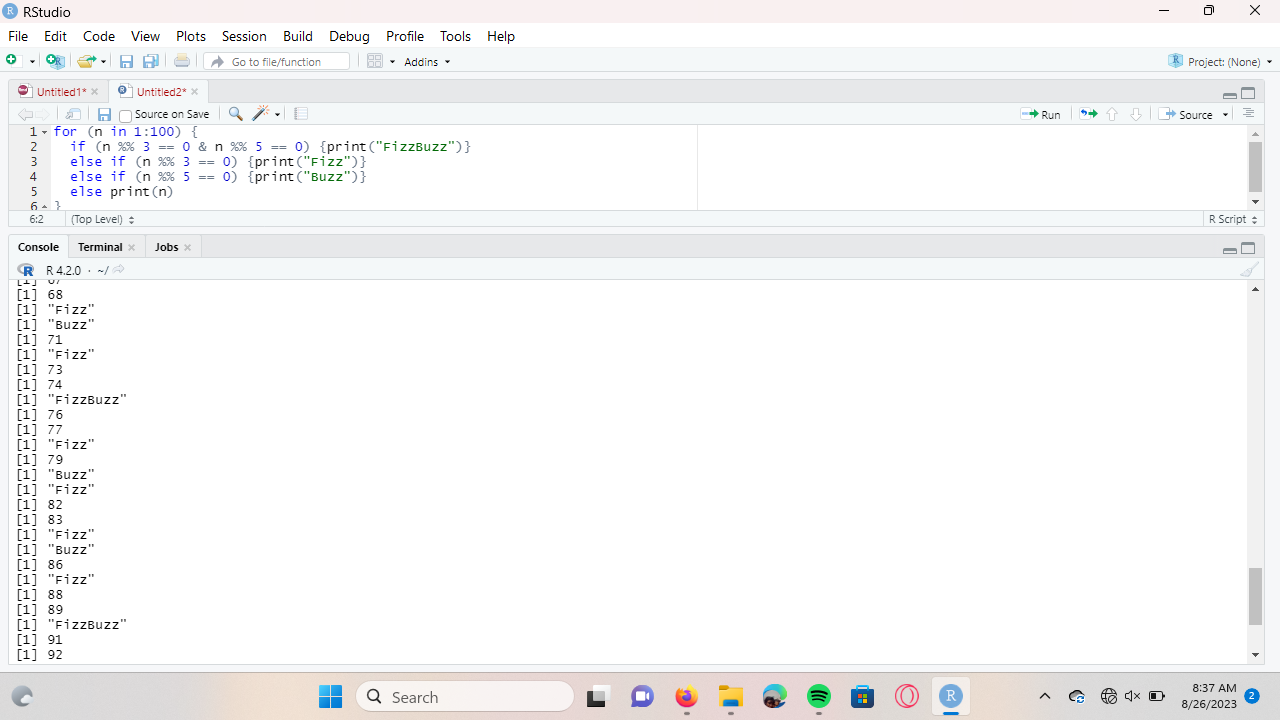 RStudio
File Edit Code View Plots Session Build Debug Profile Tools Help
Go to file/function Addins R Project: (None)
Untitled1* Untitled2*
Source on Save Run Source
1 for (n in 1:100) {
2 if (n %% 3 == 0 & n %% 5 == 0) {print("FizzBuzz")}
3 else if (n %% 3 == 0) {print("Fizz")}
4 else if (n %% 5 == 0) {print("Buzz")}
5 else print(n)
6 }
6:2 (Top Level) R Script
Console Terminal Jobs
R R 4.2.0 · ~/
[1] 67
[1] 68
[1] "Fizz"
[1] "Buzz"
[1] 71
[1] "Fizz"
[1] 73
[1] 74
[1] "FizzBuzz"
[1] 76
[1] 77
[1] "Fizz"
[1] 79
[1] "Buzz"
[1] "Fizz"
[1] 82
[1] 83
[1] "Fizz"
[1] "Buzz"
[1] 86
[1] "Fizz"
[1] 88
[1] 89
[1] "FizzBuzz"
[1] 91
[1] 92
Search R 8:37 AM
8/26/2023 2